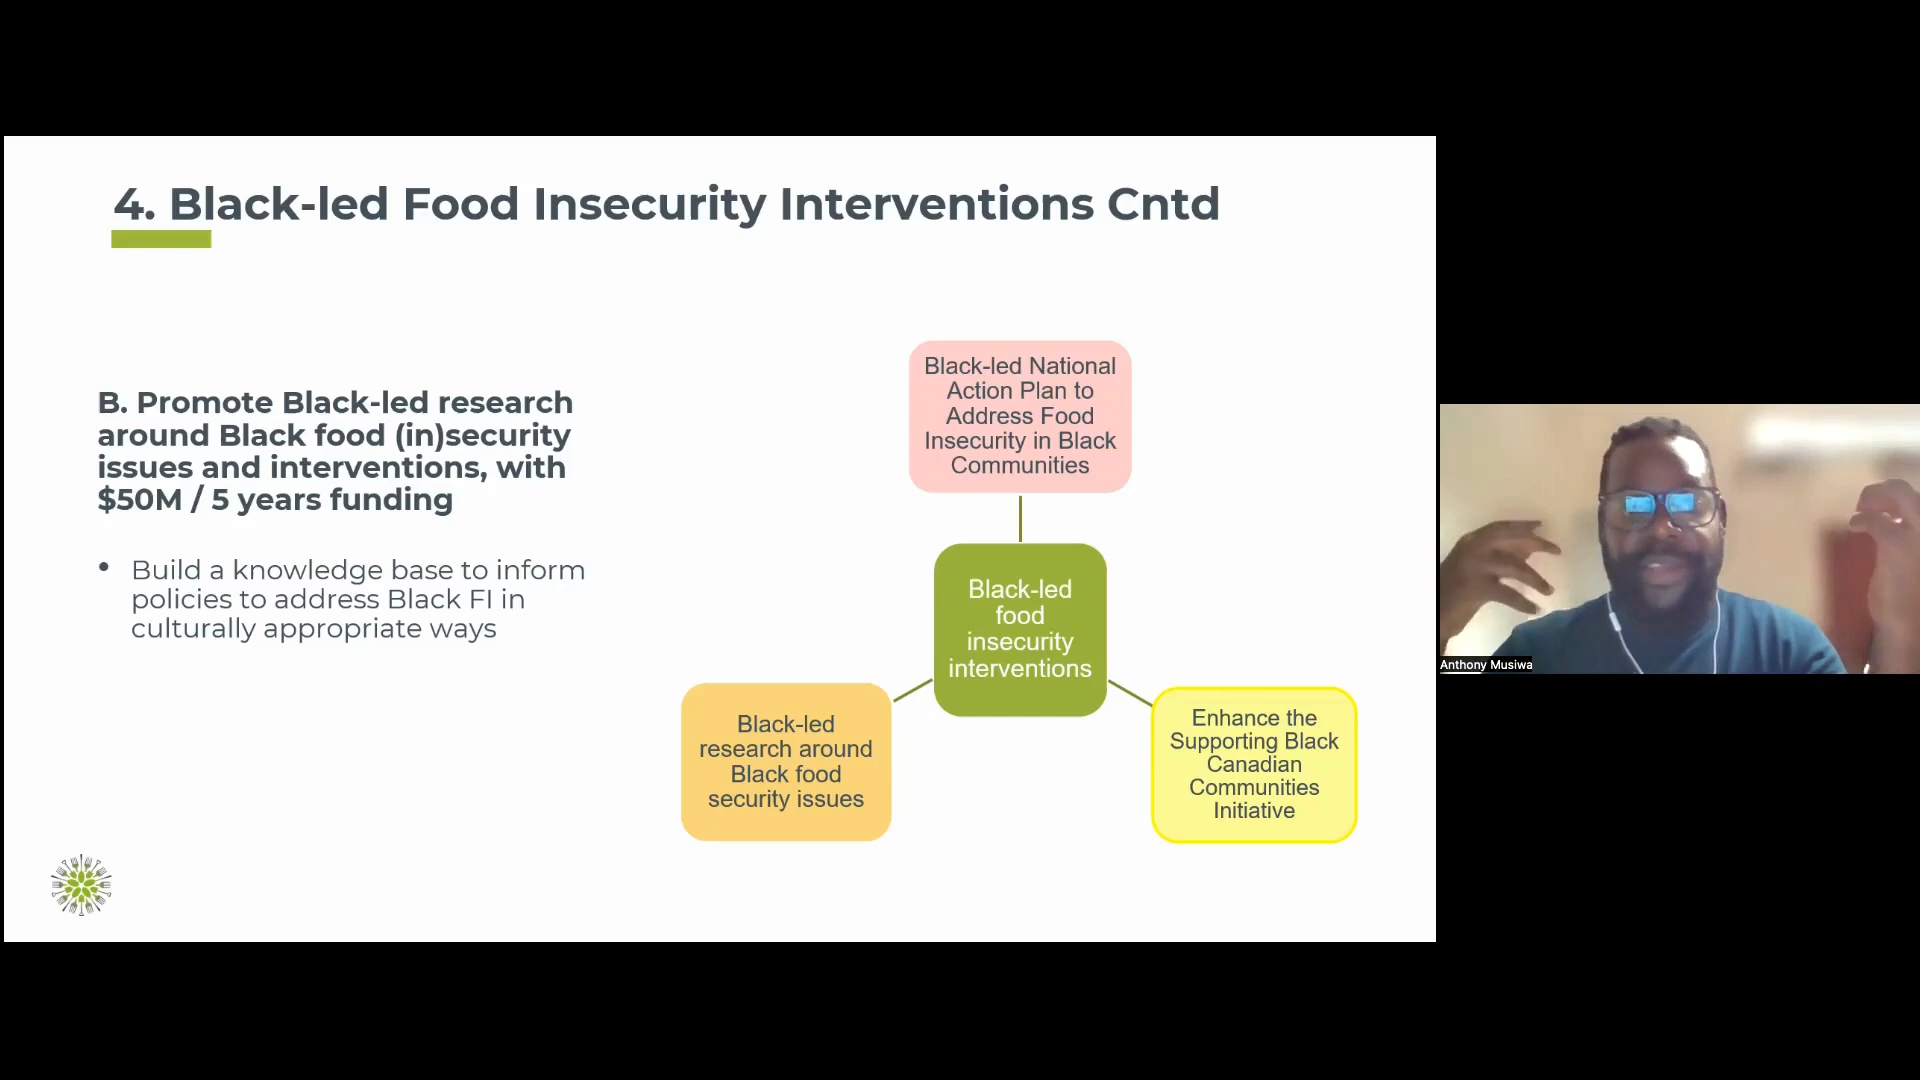 4. Black-led Food Insecurity Interventions Cntd
B. Promote Black-led research
around Black food (in)security
issues and interventions, with
$50M / 5 years funding
• Build a knowledge base to inform
policies to address Black FI in
culturally appropriate ways
Black-led National
Action Plan to
Address Food
Insecurity in Black
Communities
Black-led
food
insecurity
interventions
Black-led
research around
Black food
security issues
Enhance the
Supporting Black
Canadian
Communities
Initiative
Anthony Musiwa